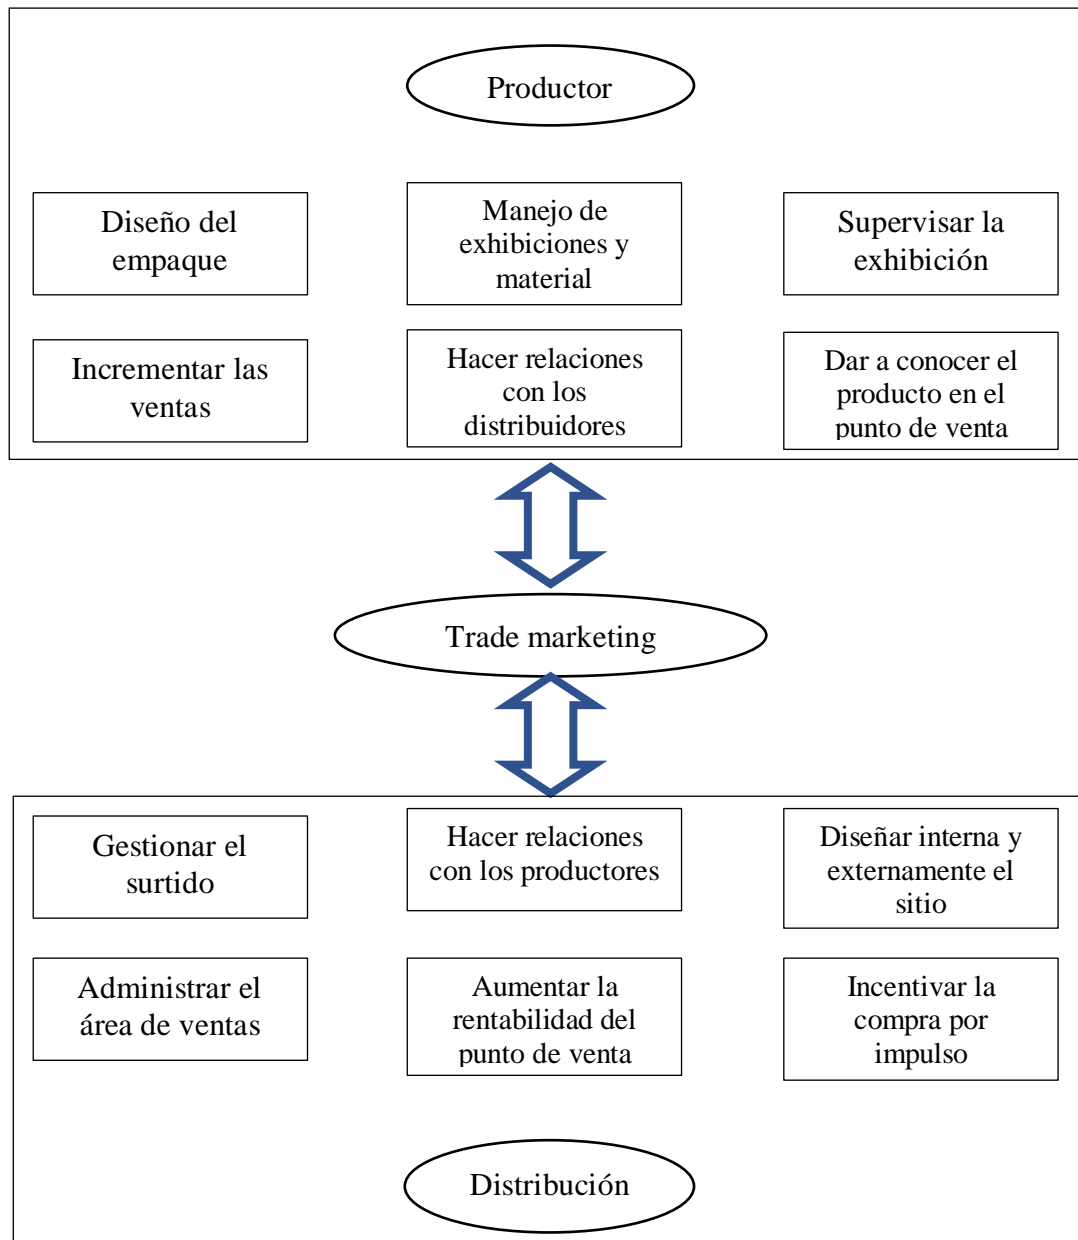 Productor
Diseño del
empaque
Manejo de
exhibiciones y
material
Supervisar la
exhibición
Incrementar las
ventas
Hacer relaciones
con los
distribuidores
Dar a conocer el
producto en el
punto de venta
Trade marketing
Gestionar el
surtido
Hacer relaciones
con los productores
Diseñar interna y
externamente el
sitio
Administrar el
área de ventas
Aumentar la
rentabilidad del
punto de venta
Incentivar la
compra por
impulso
Distribución